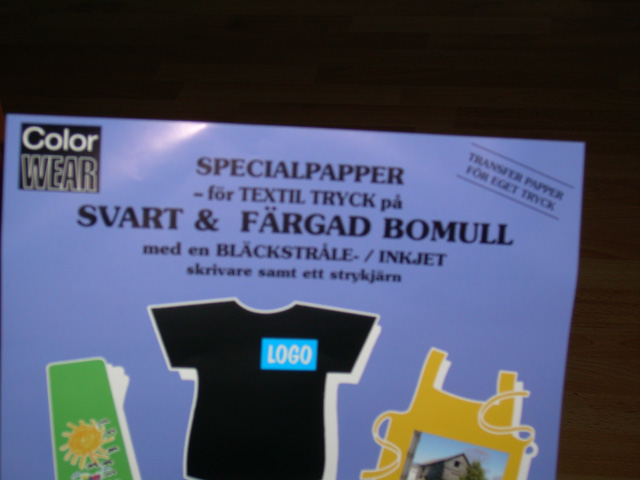 Color
WEAR
SPECIALPAPPER
– för TEXTIL TRYCK på
SVART & FÄRGAD BOMULL
med en BLÄCKSTRÅLE- / INKJET
skrivare samt ett strykjärn
TRANSFER PAPPER
FÖR EGET TRYCK
LOGO